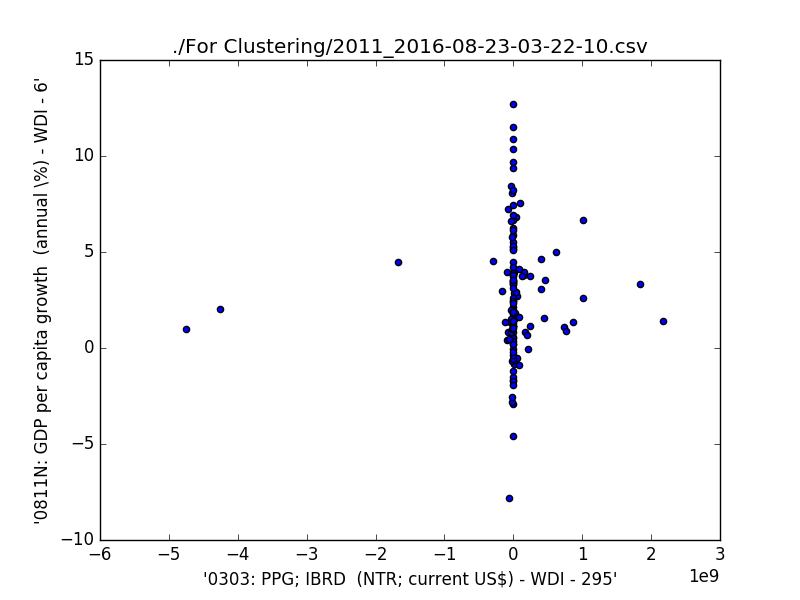 ./For Clustering/2011_2016-08-23-03-22-10.csv
15
10
5
0
−5
−10
'0811N: GDP per capita growth  (annual \%) - WDI - 6'
−6 −5 −4 −3 −2 −1 0 1 2 3
1e9
'0303: PPG; IBRD  (NTR; current US$) - WDI - 295'